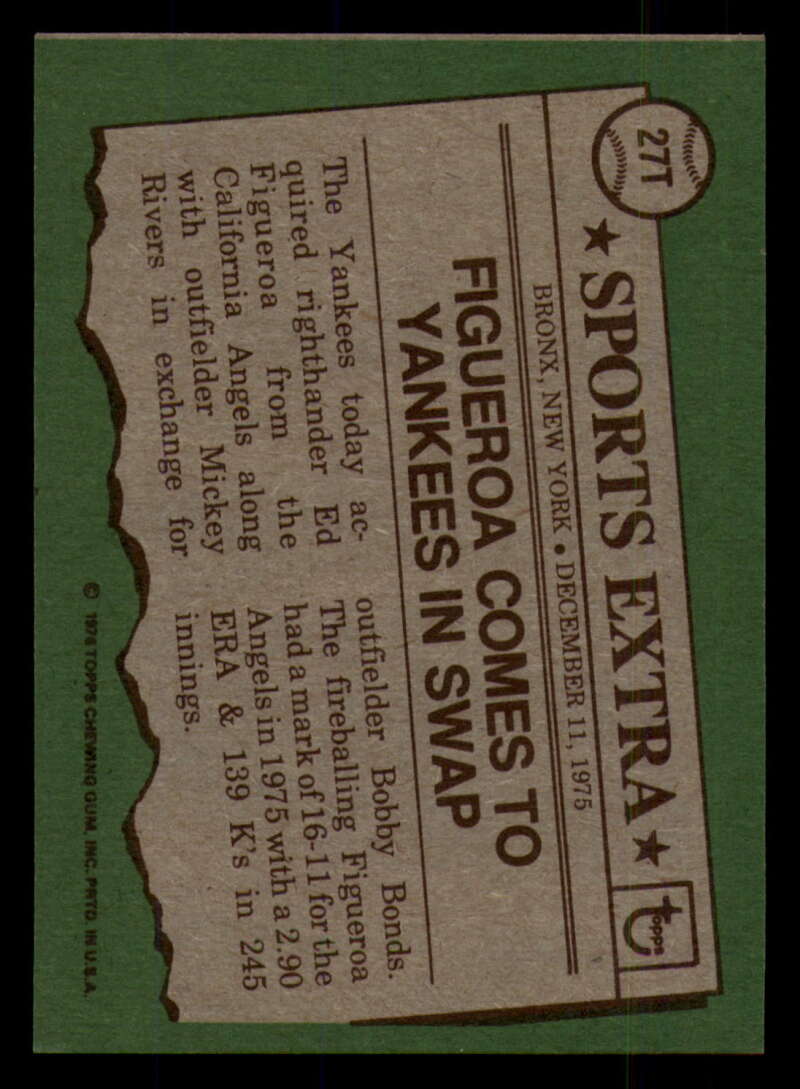 27T
★ SPORTS EXTRA ★
topps
BRONX, NEW YORK • DECEMBER 11, 1975
FIGUEROA COMES TO
YANKEES IN SWAP
The Yankees today ac-
quired righthander Ed
Figueroa from the
California Angels along
with outfielder Mickey
Rivers in exchange for
outfielder Bobby Bonds.
The fireballing Figueroa
had a mark of 16-11 for the
Angels in 1975 with a 2.90
ERA & 139 K's in 245
innings.
© 1976 TOPPS CHEWING GUM, INC. PRTD. IN U.S.A.